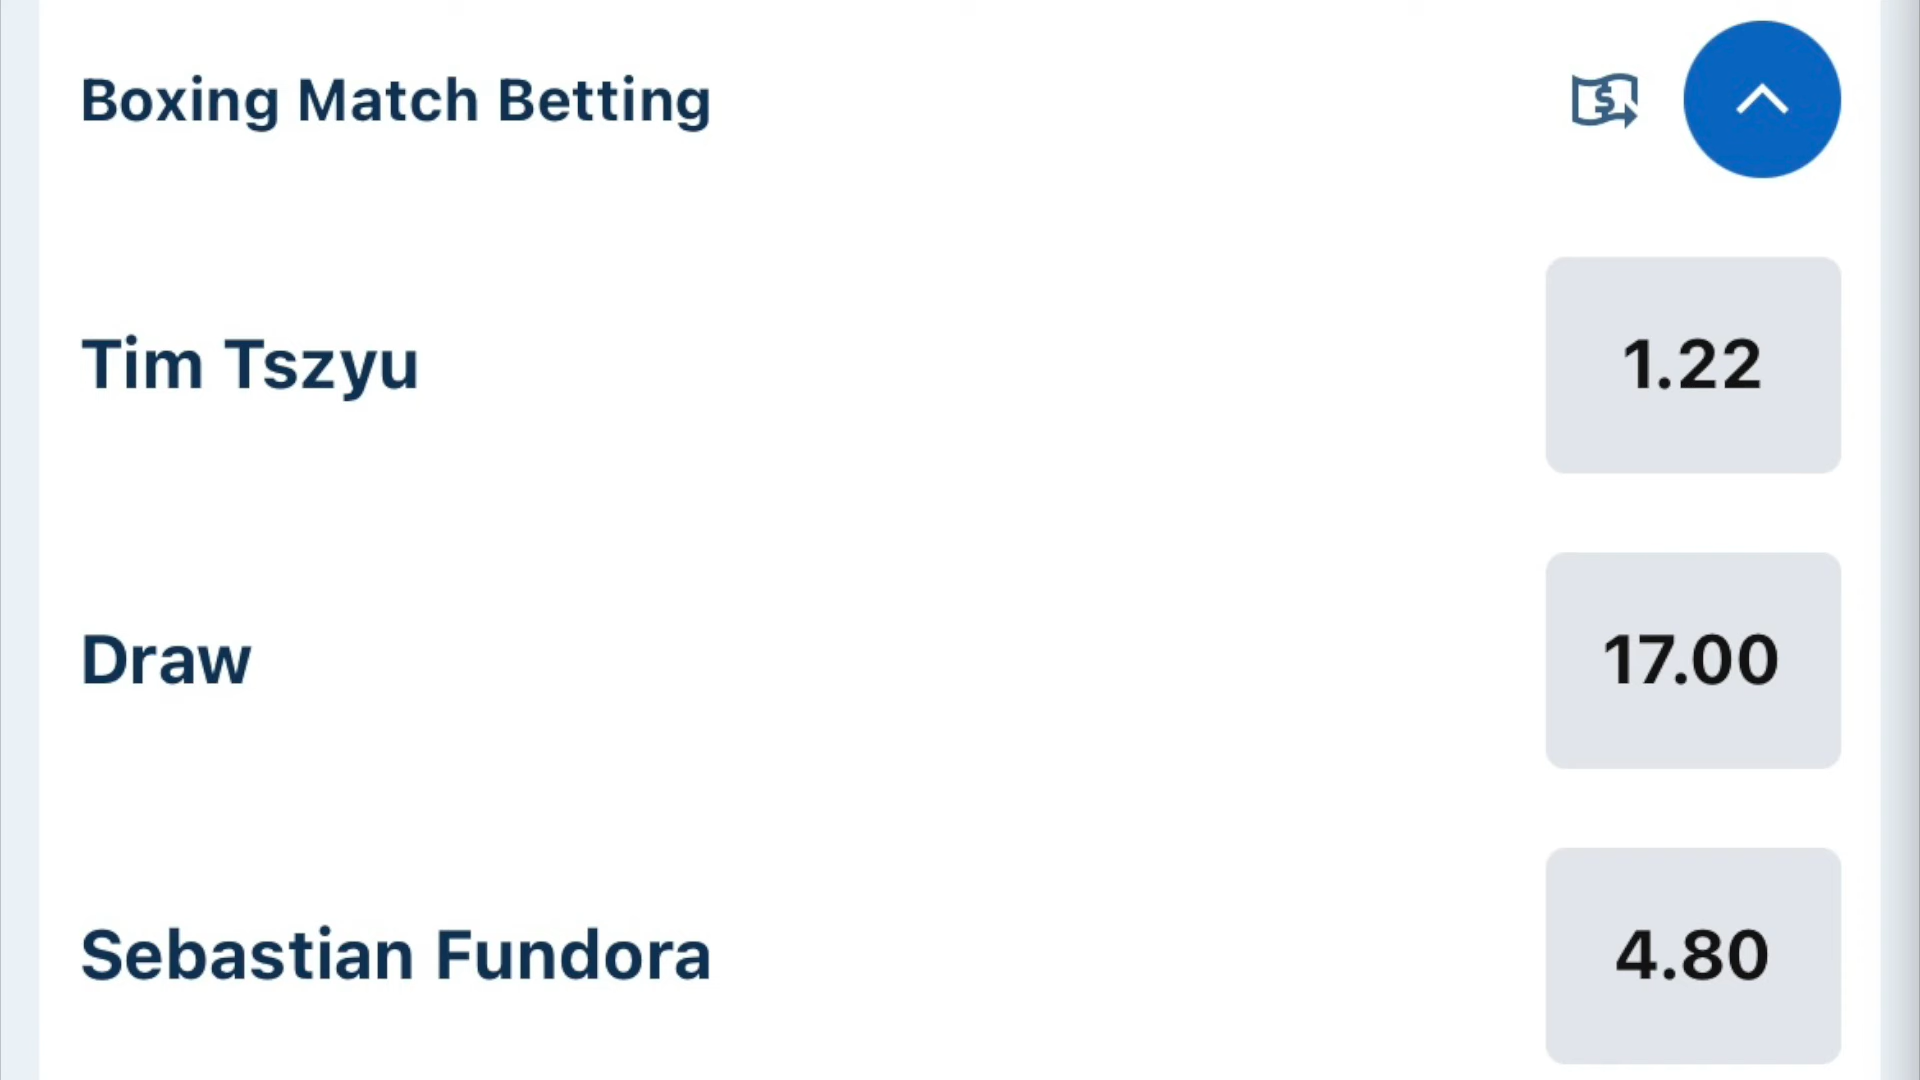 Boxing Match Betting
Tim Tszyu 1.22
Draw 17.00
Sebastian Fundora 4.80